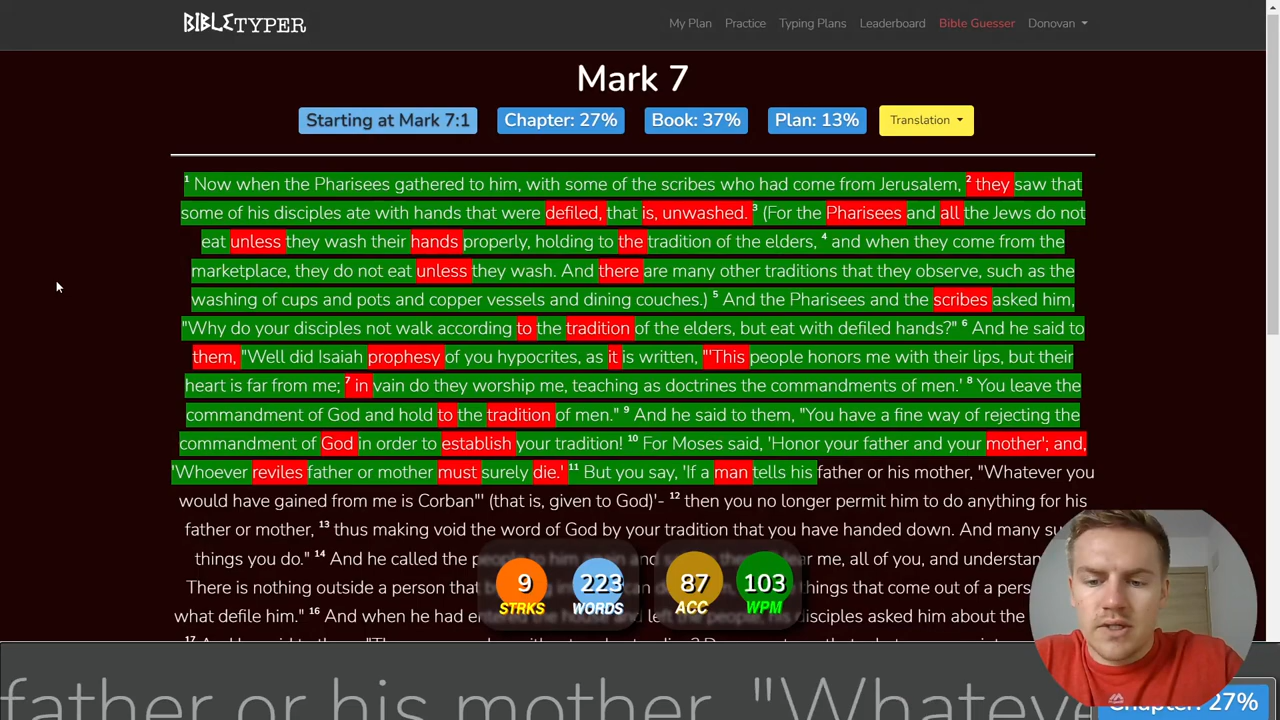 BIBLETYPER
My Plan Practice Typing Plans Leaderboard Bible Guesser Donovan
Mark 7
Starting at Mark 7:1 Chapter: 27% Book: 37% Plan: 13% Translation
1 Now when the Pharisees gathered to him, with some of the scribes who had come from Jerusalem, 2 they saw that
some of his disciples ate with hands that were defiled, that is, unwashed. 3 (For the Pharisees and all the Jews do not
eat unless they wash their hands properly, holding to the tradition of the elders, 4 and when they come from the
marketplace, they do not eat unless they wash. And there are many other traditions that they observe, such as the
washing of cups and pots and copper vessels and dining couches.) 5 And the Pharisees and the scribes asked him,
"Why do your disciples not walk according to the tradition of the elders, but eat with defiled hands?" 6 And he said to
them, "Well did Isaiah prophesy of you hypocrites, as it is written, "'This people honors me with their lips, but their
heart is far from me; 7 in vain do they worship me, teaching as doctrines the commandments of men.' 8 You leave the
commandment of God and hold to the tradition of men." 9 And he said to them, "You have a fine way of rejecting the
commandment of God in order to establish your tradition! 10 For Moses said, 'Honor your father and your mother'; and,
'Whoever reviles father or mother must surely die.' 11 But you say, 'If a man tells his father or his mother, "Whatever you
would have gained from me is Corban"' (that is, given to God)'- 12 then you no longer permit him to do anything for his
father or mother, 13 thus making void the word of God by your tradition that you have handed down. And many
things you do." 14 And he called the people to him again and me, all of you, and
There is nothing outside a person that things that come out of a
what defile him." 16 And when he had entered left people, his disciples asked him about the
17 And he said to them,
9 223 87 103
STRKS WORDS ACC WPM
father or his mother, "Whatev
Chapter: 27%